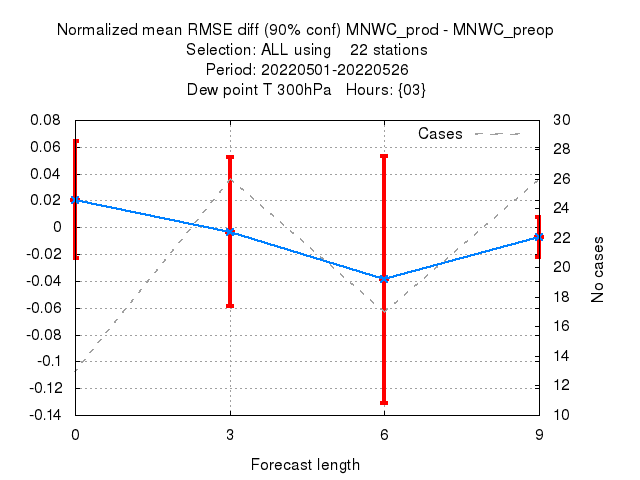 Normalized mean RMSE diff (90% conf) MNWC_prod - MNWC_preop
Selection: ALL using    22 stations
Period: 20220501-20220526
Dew point T 300hPa   Hours: {03}
Cases
0.08
0.06
0.04
0.02
0
-0.02
-0.04
-0.06
-0.08
-0.1
-0.12
-0.14
30
28
26
24
22
20
18
16
14
12
10
No cases
0 3 6 9
Forecast length